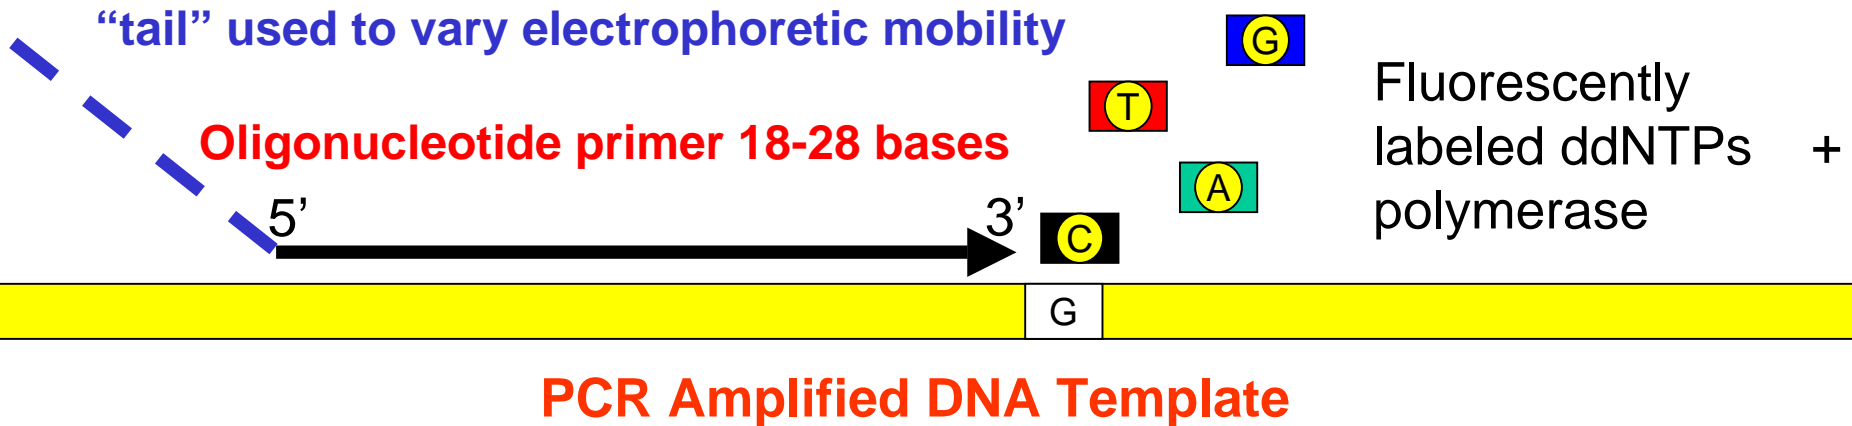 “tail” used to vary electrophoretic mobility
G
Fluorescently
T
Oligonucleotide primer 18-28 bases
labeled ddNTPs +
A
polymerase
5’
3’
C
G
PCR Amplified DNA Template